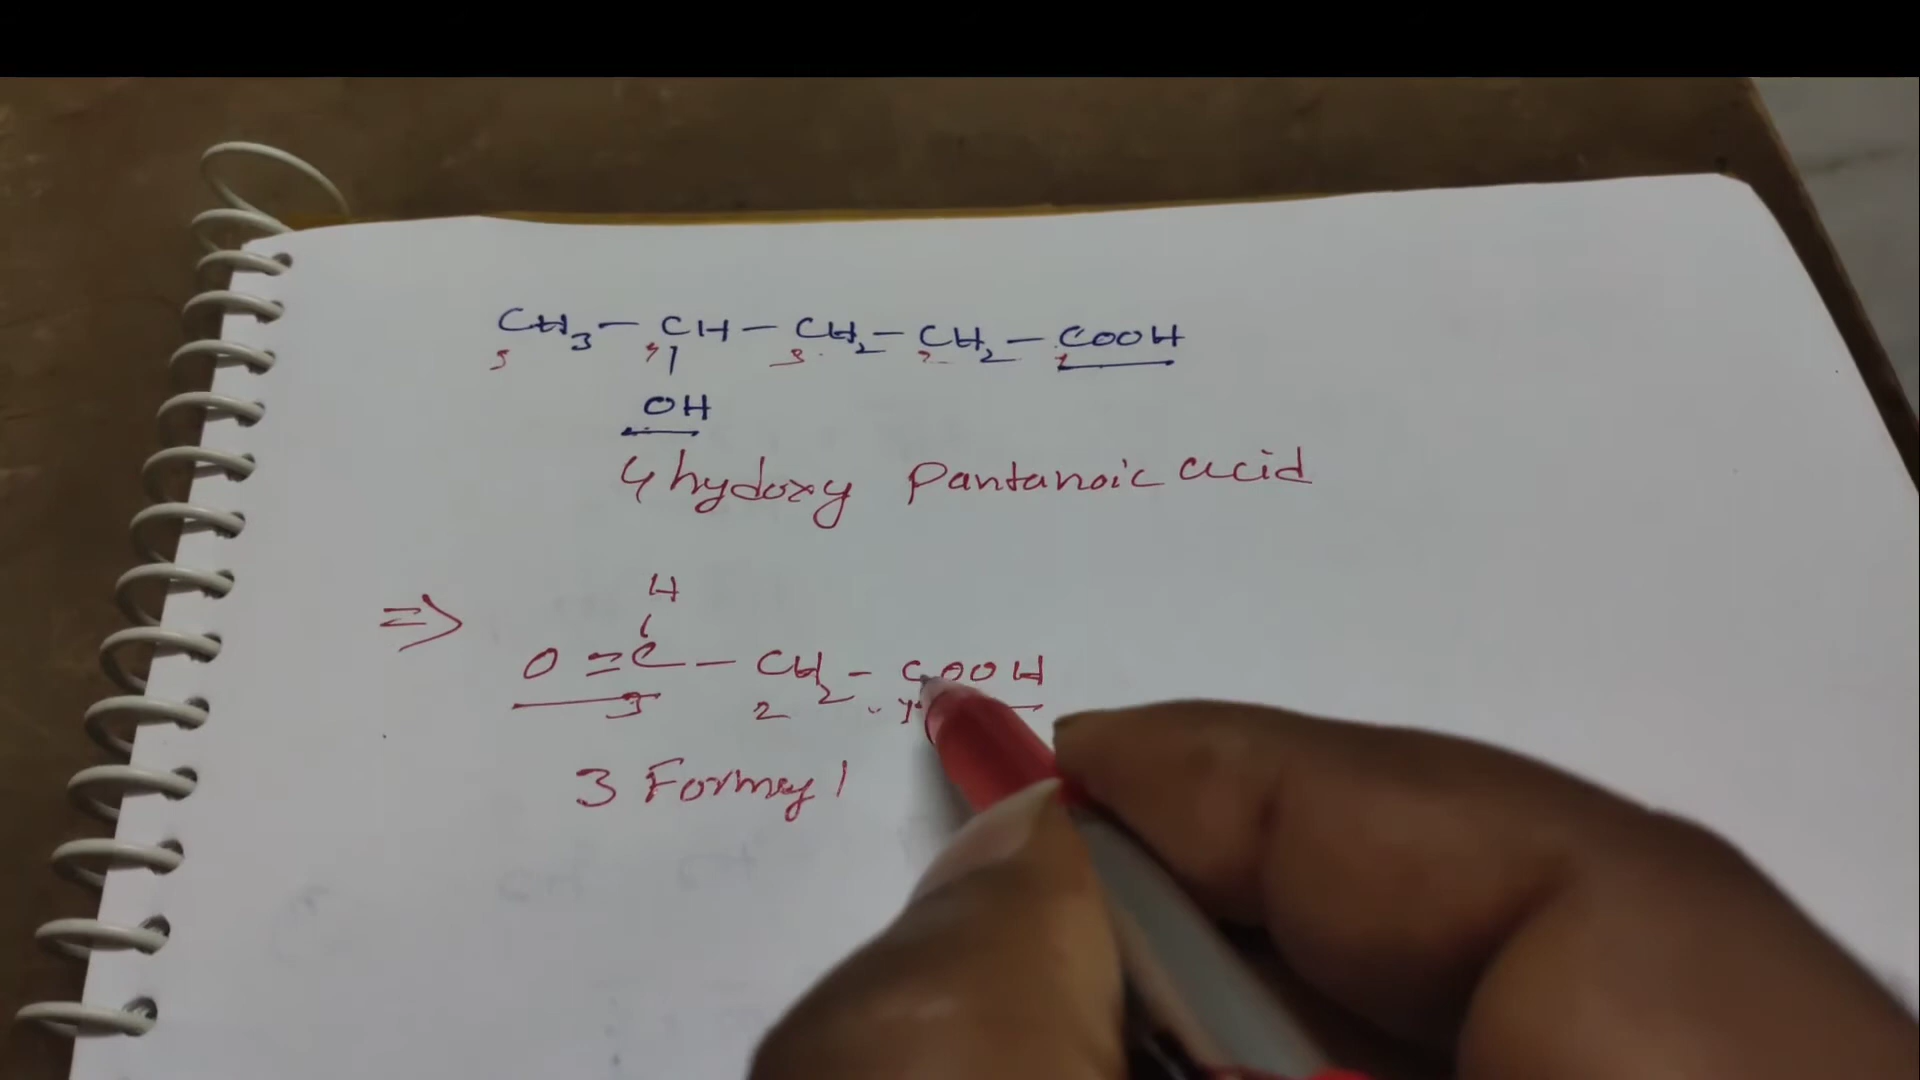 CH3 - CH - CH2 - CH2 - COOH
5 4 3 2 1
OH
4 hydoxy pantanoic acid
H
=> O = C - CH2 - COOH
3 2
3 Formeyl